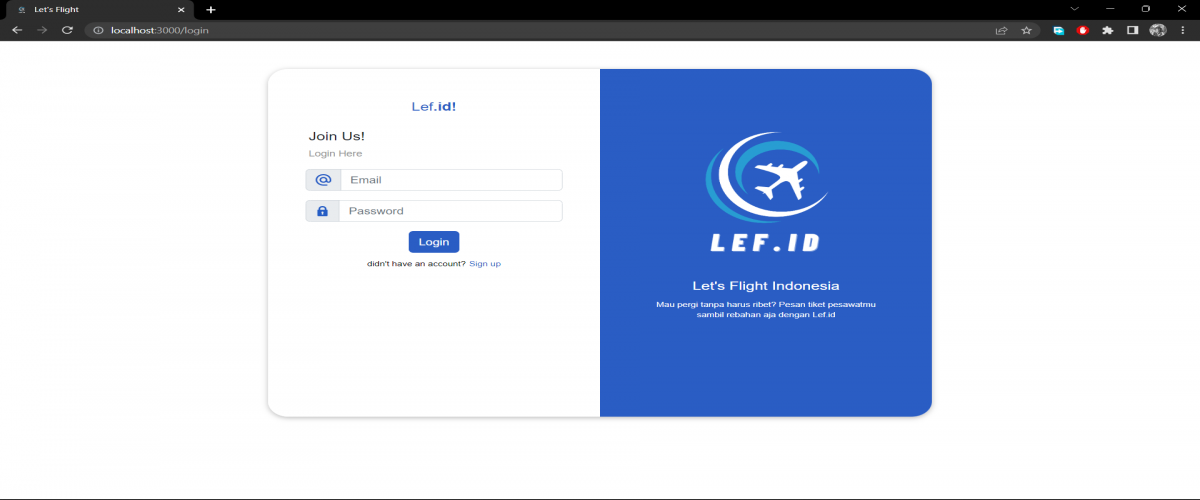 Let's Flight
localhost:3000/login
Lef.id!
Join Us!
Login Here
Email
Password
Login
didn't have an account? Sign up
LEF.ID
Let's Flight Indonesia
Mau pergi tanpa harus ribet? Pesan tiket pesawatmu
sambil rebahan aja dengan Lef.id